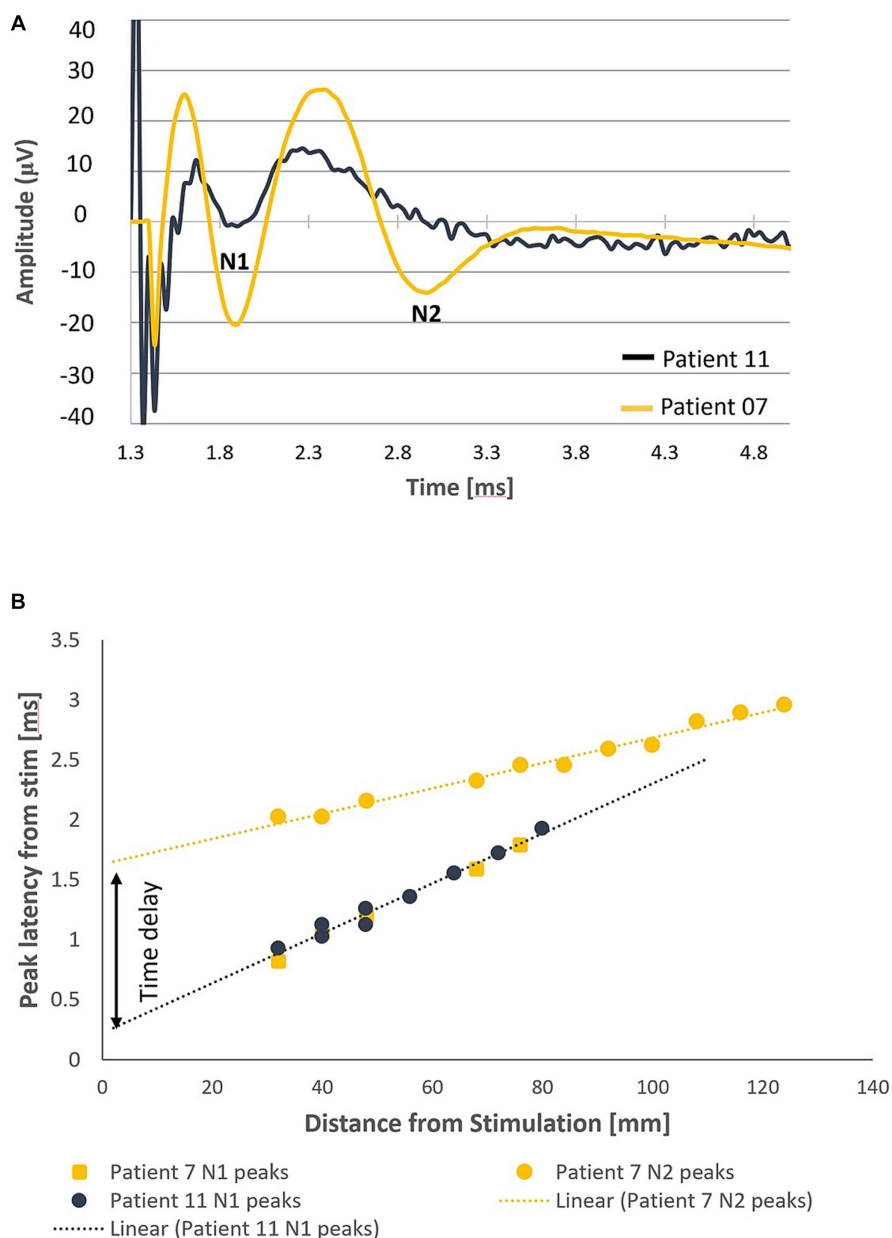 A
Amplitude (µV)
40
30
20
10
0
-10
-20
-30
-40
N1
N2
Patient 11
Patient 07
1.3 1.8 2.3 2.8 3.3 3.8 4.3 4.8
Time [ms]
B
Peak latency from stim [ms]
3.5
3
2.5
2
1.5
1
0.5
0
Time delay
0 20 40 60 80 100 120 140
Distance from Stimulation [mm]
Patient 7 N1 peaks Patient 7 N2 peaks
Patient 11 N1 peaks Linear (Patient 7 N2 peaks)
Linear (Patient 11 N1 peaks)